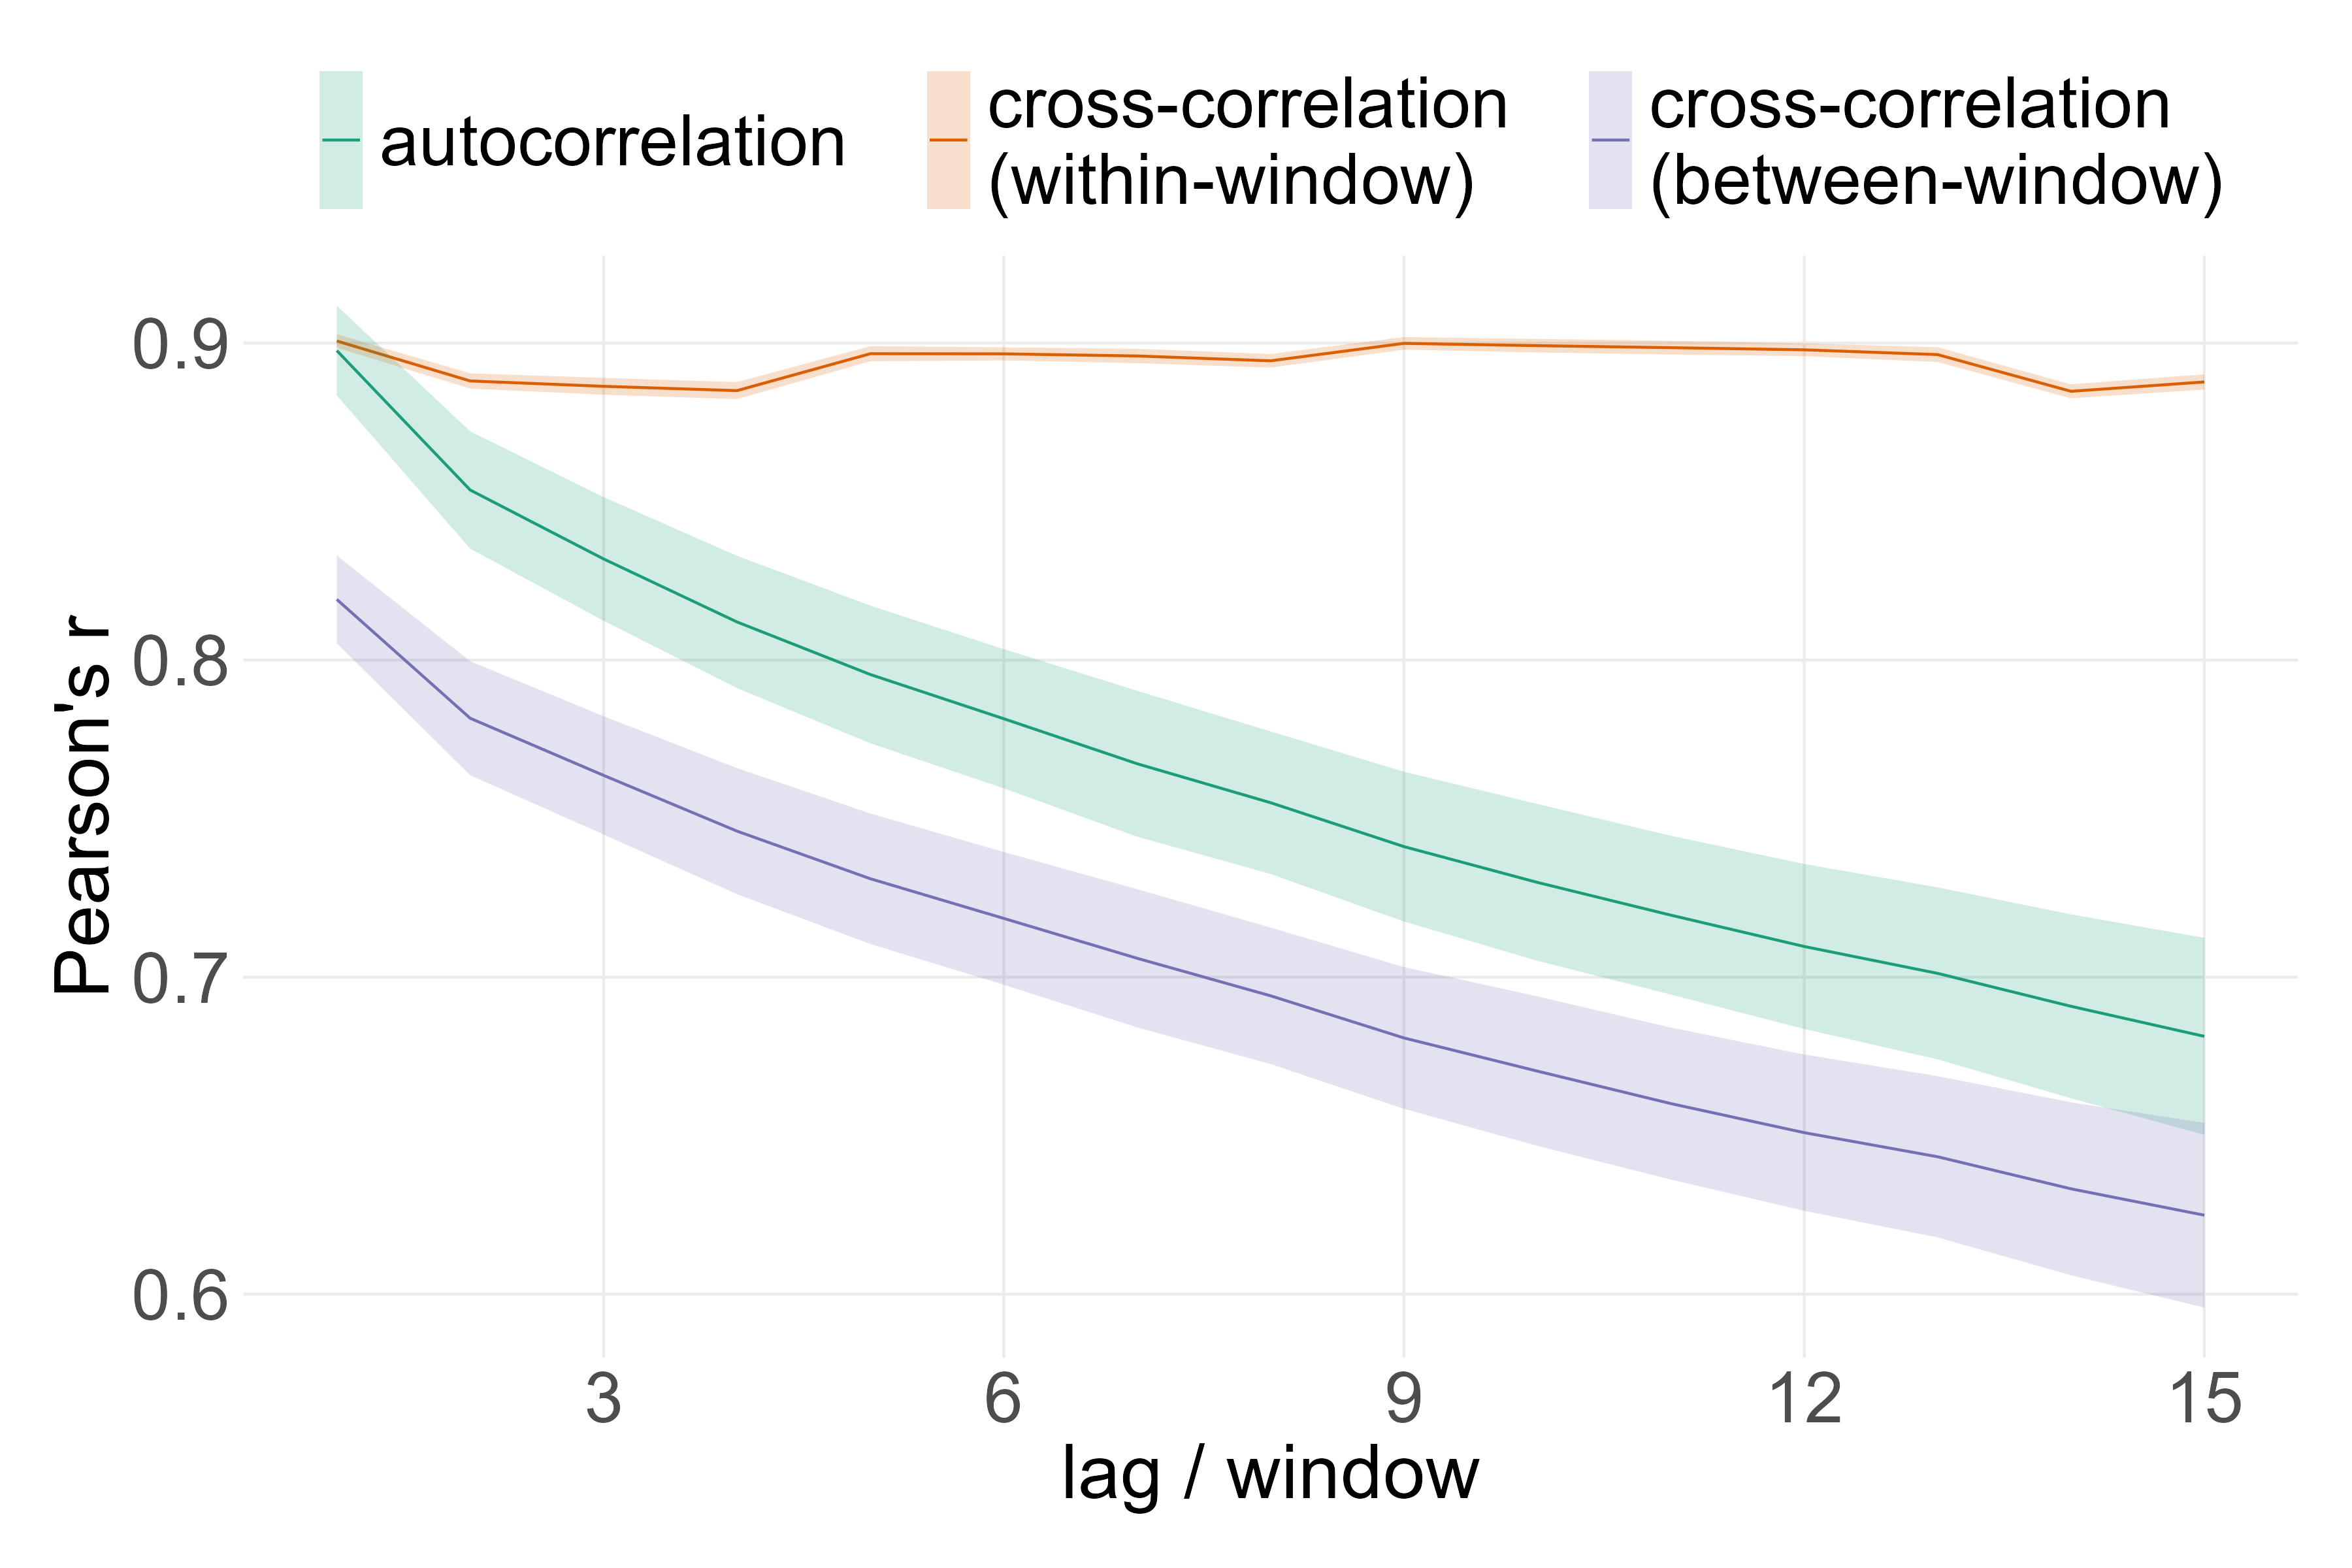 autocorrelation
cross-correlation
(within-window)
cross-correlation
(between-window)
Pearson's r
0.9
0.8
0.7
0.6
3
6
9
12
15
lag / window